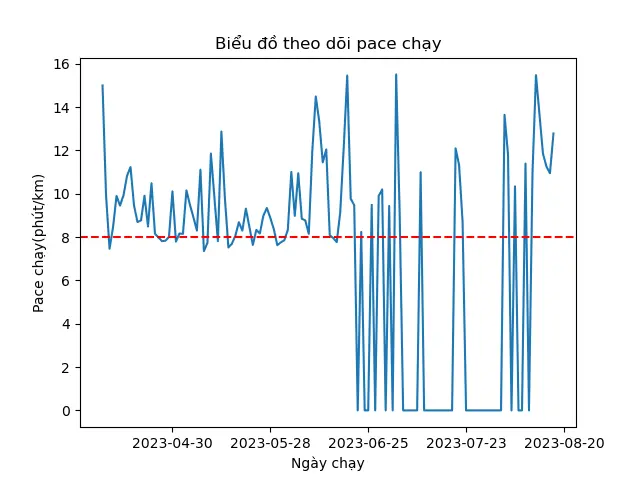 Biểu đồ theo dõi pace chạy
Pace chạy(phút/km)
16
14
12
10
8
6
4
2
0
2023-04-30 2023-05-28 2023-06-25 2023-07-23 2023-08-20
Ngày chạy